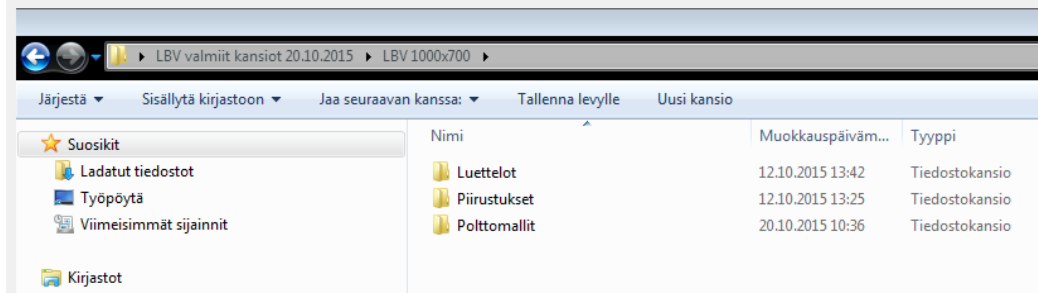 LBV valmiit kansiot 20.10.2015 LBV 1000x700
Järjestä Sisällytä kirjastoon Jaa seuraavan kanssa: Tallenna levylle Uusi kansio
Suosikit
Ladatut tiedostot
Työpöytä
Viimeisimmät sijainnit
Kirjastot
Nimi Muokkauspäiväm... Tyyppi
Luettelot 12.10.2015 13:42 Tiedostokansio
Piirustukset 12.10.2015 13:25 Tiedostokansio
Polttomallit 20.10.2015 10:36 Tiedostokansio